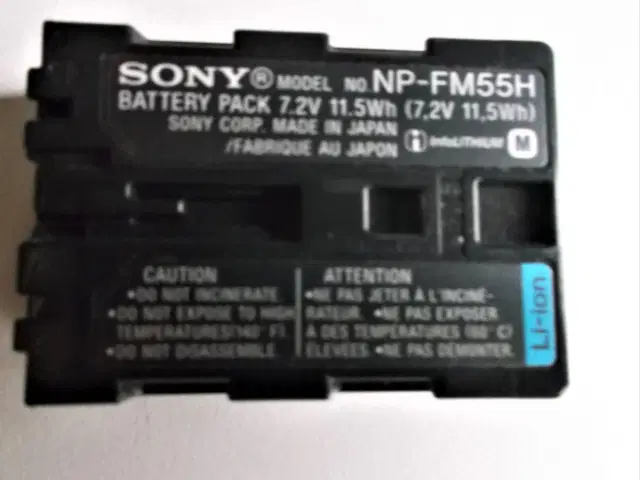 SONY® MODEL NO. NP-FM55H
BATTERY PACK 7.2V 11.5Wh (7,2V 11,5Wh)
SONY CORP. MADE IN JAPAN
/FABRIQUE AU JAPON
i InfoLITHIUM M
CAUTION
•DO NOT INCINERATE.
•DO NOT EXPOSE TO HIGH
TEMPERATURES(140°F).
•DO NOT DISASSEMBLE.
ATTENTION
•NE PAS JETER À L'INCINÉ-
RATEUR. •NE PAS EXPOSER
À DES TEMPÉRATURES (60°C)
ÉLEVÉES. •NE PAS DÉMONTER.
Li-ion